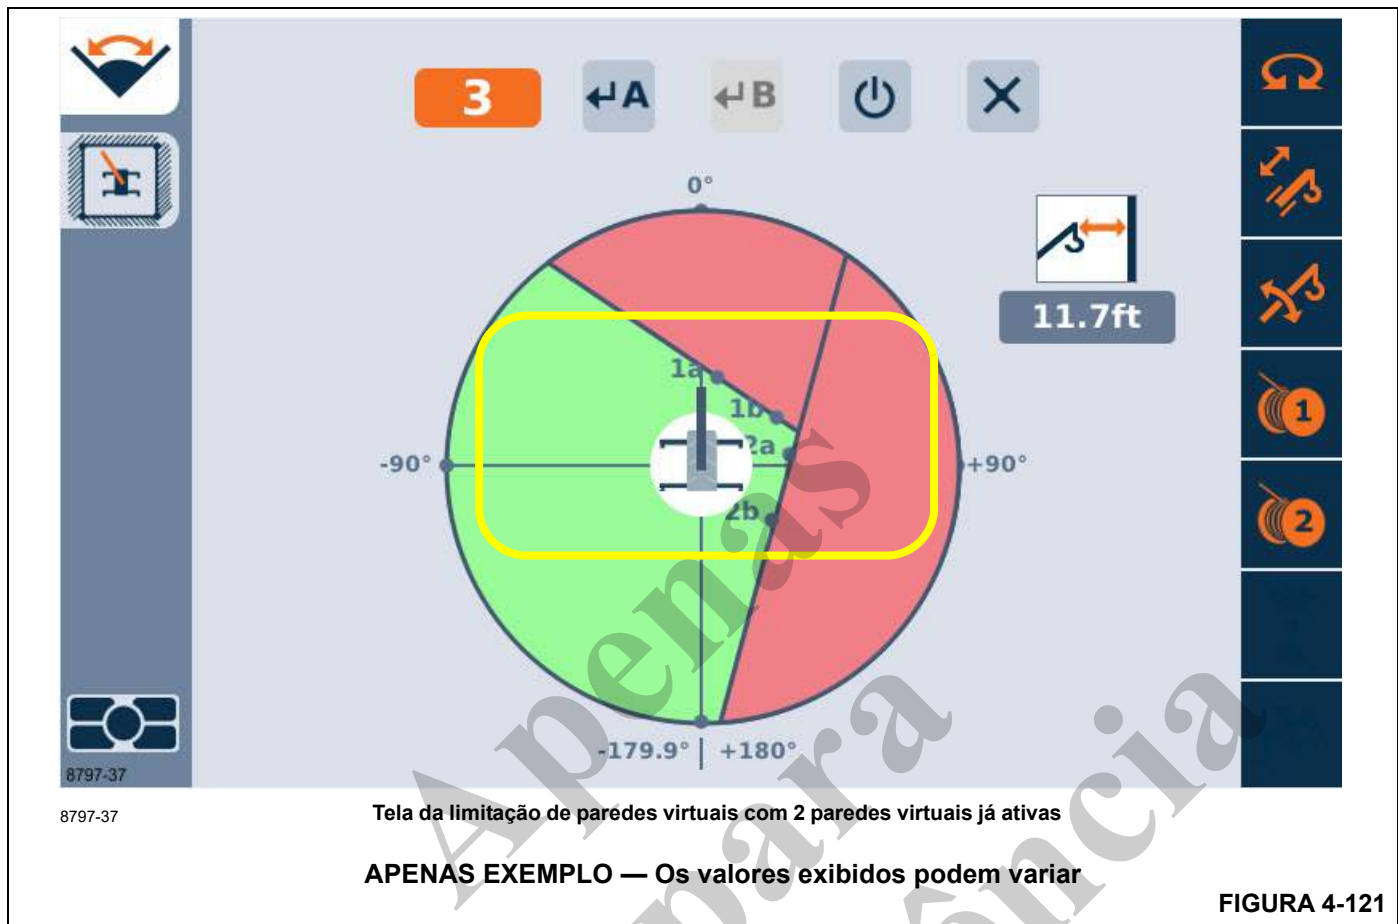 3
↵A
↵B
0°
11.7ft
1a
1b
2a
-90°
+90°
2b
1
2
-179.9° | +180°
8797-37
8797-37
Tela da limitação de paredes virtuais com 2 paredes virtuais já ativas
APENAS EXEMPLO — Os valores exibidos podem variar
FIGURA 4-121
Apenas
para